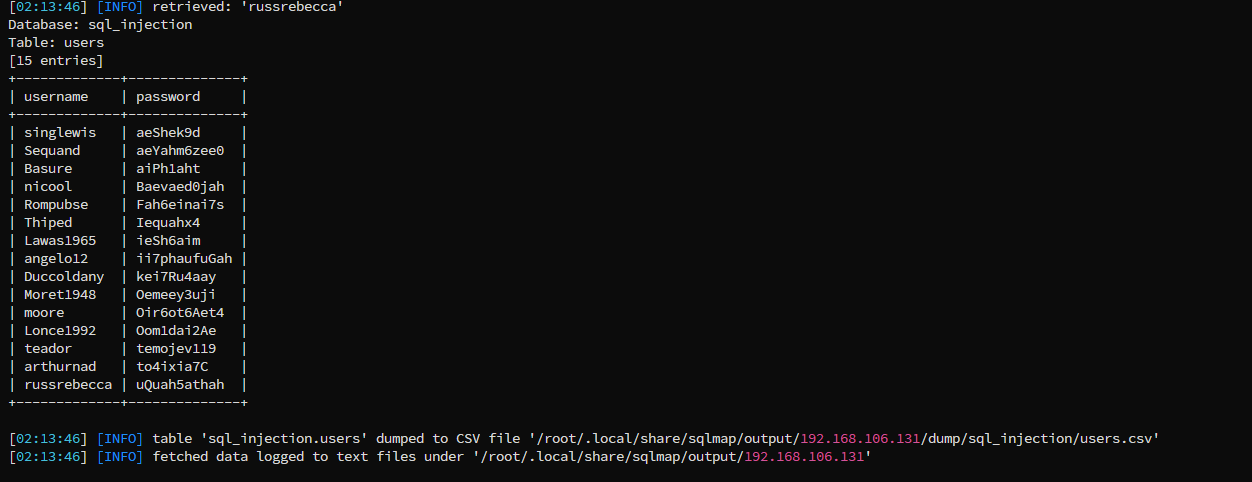 [02:13:46] [INFO] retrieved: 'russrebecca'
Database: sql_injection
Table: users
[15 entries]
+-------------+--------------+
| username    | password     |
+-------------+--------------+
| singlewis   | aeShek9d     |
| Sequand     | aeYahm6zee0  |
| Basure      | aiPh1aht     |
| nicool      | Baevaed0jah  |
| Rompubse    | Fah6einai7s  |
| Thiped      | Iequahx4     |
| Lawas1965   | ieSh6aim     |
| angelo12    | ii7phaufuGah |
| Duccoldany  | kei7Ru4aay   |
| Moret1948   | Oemeey3uji   |
| moore       | Oir6ot6Aet4  |
| Lonce1992   | Oom1dai2Ae   |
| teador      | temojev119   |
| arthurnad   | to4ixia7C    |
| russrebecca | uQuah5athah  |
+-------------+--------------+
[02:13:46] [INFO] table 'sql_injection.users' dumped to CSV file '/root/.local/share/sqlmap/output/192.168.106.131/dump/sql_injection/users.csv'
[02:13:46] [INFO] fetched data logged to text files under '/root/.local/share/sqlmap/output/192.168.106.131'